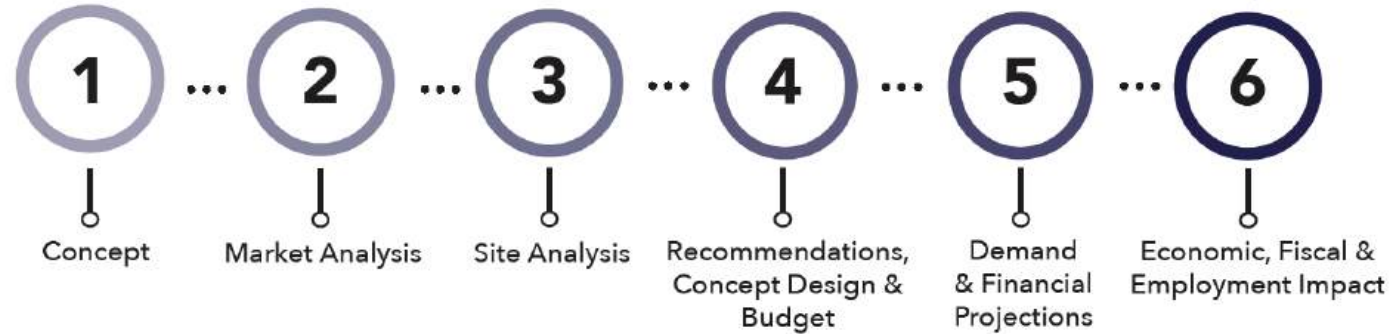 1 ... 2 ... 3 ... 4 ... 5 ... 6
Concept
Market Analysis
Site Analysis
Recommendations,
Concept Design &
Budget
Demand
& Financial
Projections
Economic, Fiscal &
Employment Impact